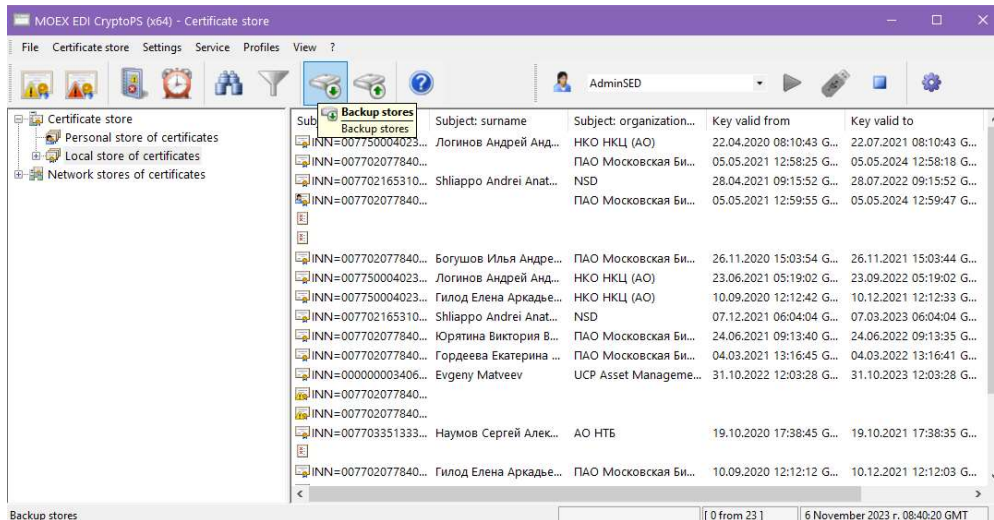 MOEX EDI CryptoPS (x64) - Certificate store
File Certificate store Settings Service Profiles View ?
AdminSED
Backup stores
Backup stores
Certificate store
Personal store of certificates
Local store of certificates
Network stores of certificates
Sub Subject: surname Subject: organization... Key valid from Key valid to
INN=007750004023... Логинов Андрей Анд... НКО НКЦ (АО) 22.04.2020 08:10:43 G... 22.07.2021 08:10:43 G...
INN=007702077840... ПАО Московская Би... 05.05.2021 12:58:25 G... 05.05.2024 12:58:18 G...
INN=007702165310... Shliappo Andrei Anat... NSD 28.04.2021 09:15:52 G... 28.07.2022 09:15:52 G...
INN=007702077840... ПАО Московская Би... 05.05.2021 12:59:55 G... 05.05.2024 12:59:47 G...
INN=007702077840... Богушов Илья Андре... ПАО Московская Би... 26.11.2020 15:03:54 G... 26.11.2021 15:03:44 G...
INN=007750004023... Логинов Андрей Анд... НКО НКЦ (АО) 23.06.2021 05:19:02 G... 23.09.2022 05:19:02 G...
INN=007750004023... Гилод Елена Аркадье... НКО НКЦ (АО) 10.09.2020 12:12:42 G... 10.12.2021 12:12:33 G...
INN=007702165310... Shliappo Andrei Anat... NSD 07.12.2021 06:04:04 G... 07.03.2023 06:04:04 G...
INN=007702077840... Юрятина Виктория В... ПАО Московская Би... 24.06.2021 09:13:40 G... 24.06.2022 09:13:35 G...
INN=007702077840... Гордеева Екатерина ... ПАО Московская Би... 04.03.2021 13:16:45 G... 04.03.2022 13:16:41 G...
INN=000000003406... Evgeny Matveev UCP Asset Manageme... 31.10.2022 12:03:28 G... 31.10.2023 12:03:28 G...
INN=007702077840...
INN=007702077840...
INN=007703351333... Наумов Сергей Алек... АО НТБ 19.10.2020 17:38:45 G... 19.10.2021 17:38:35 G...
INN=007702077840... Гилод Елена Аркадье... ПАО Московская Би... 10.09.2020 12:12:12 G... 10.12.2021 12:12:03 G...
Backup stores [ 0 from 23 ] 6 November 2023 г. 08:40:20 GMT